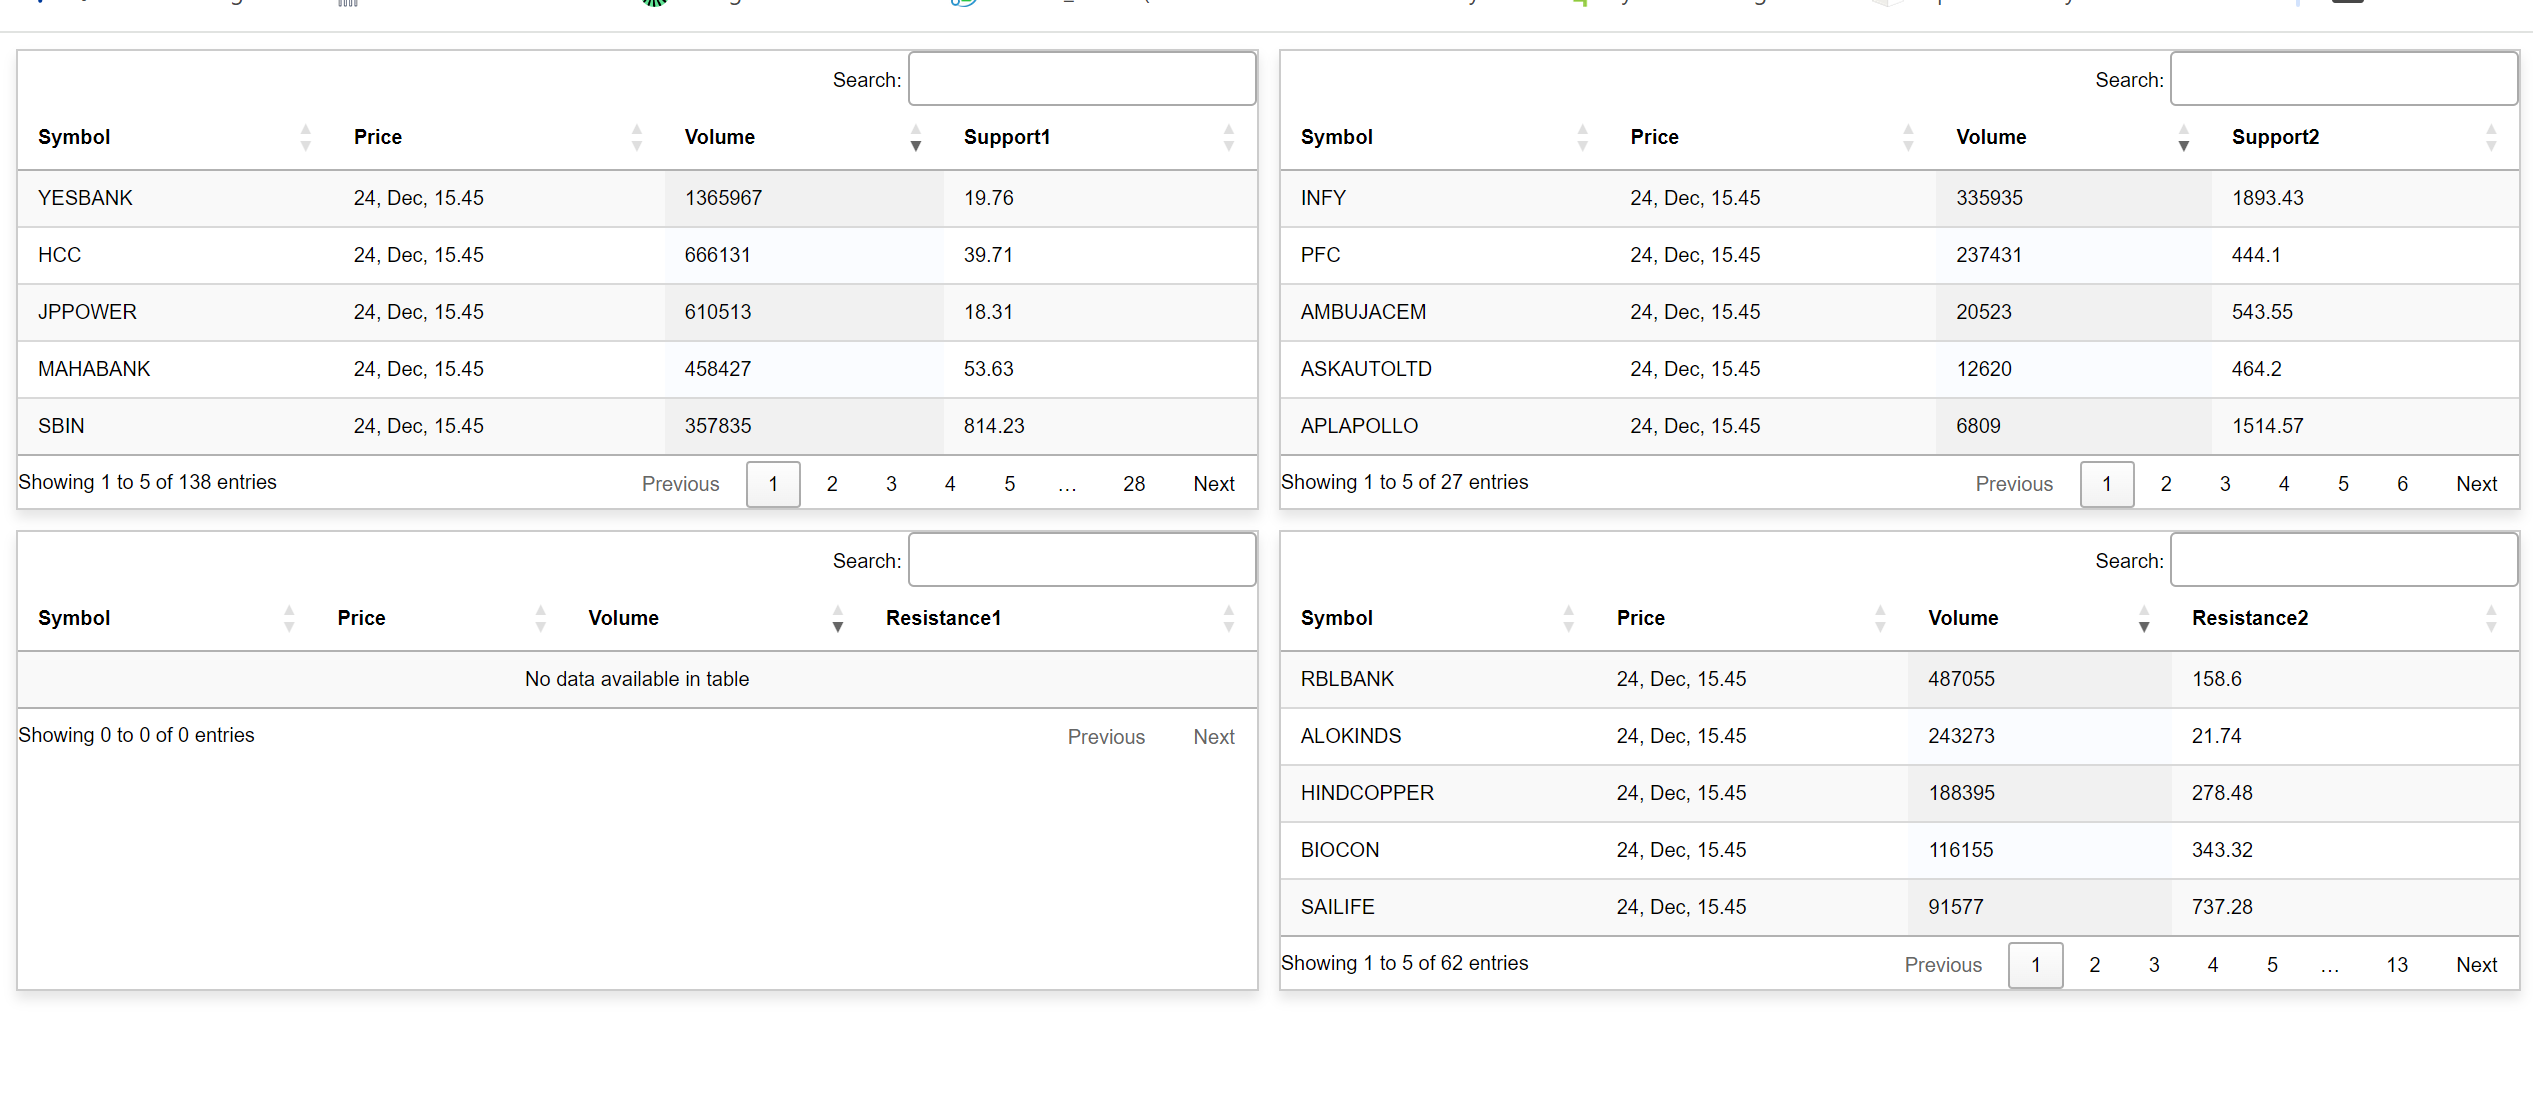 Search:
Symbol Price Volume Support1
YESBANK 24, Dec, 15.45 1365967 19.76
HCC 24, Dec, 15.45 666131 39.71
JPPOWER 24, Dec, 15.45 610513 18.31
MAHABANK 24, Dec, 15.45 458427 53.63
SBIN 24, Dec, 15.45 357835 814.23
Showing 1 to 5 of 138 entries Previous 1 2 3 4 5 … 28 Next
Search:
Symbol Price Volume Support2
INFY 24, Dec, 15.45 335935 1893.43
PFC 24, Dec, 15.45 237431 444.1
AMBUJACEM 24, Dec, 15.45 20523 543.55
ASKAUTOLTD 24, Dec, 15.45 12620 464.2
APLAPOLLO 24, Dec, 15.45 6809 1514.57
Showing 1 to 5 of 27 entries Previous 1 2 3 4 5 6 Next
Search:
Symbol Price Volume Resistance1
No data available in table
Showing 0 to 0 of 0 entries Previous Next
Search:
Symbol Price Volume Resistance2
RBLBANK 24, Dec, 15.45 487055 158.6
ALOKINDS 24, Dec, 15.45 243273 21.74
HINDCOPPER 24, Dec, 15.45 188395 278.48
BIOCON 24, Dec, 15.45 116155 343.32
SAILIFE 24, Dec, 15.45 91577 737.28
Showing 1 to 5 of 62 entries Previous 1 2 3 4 5 … 13 Next